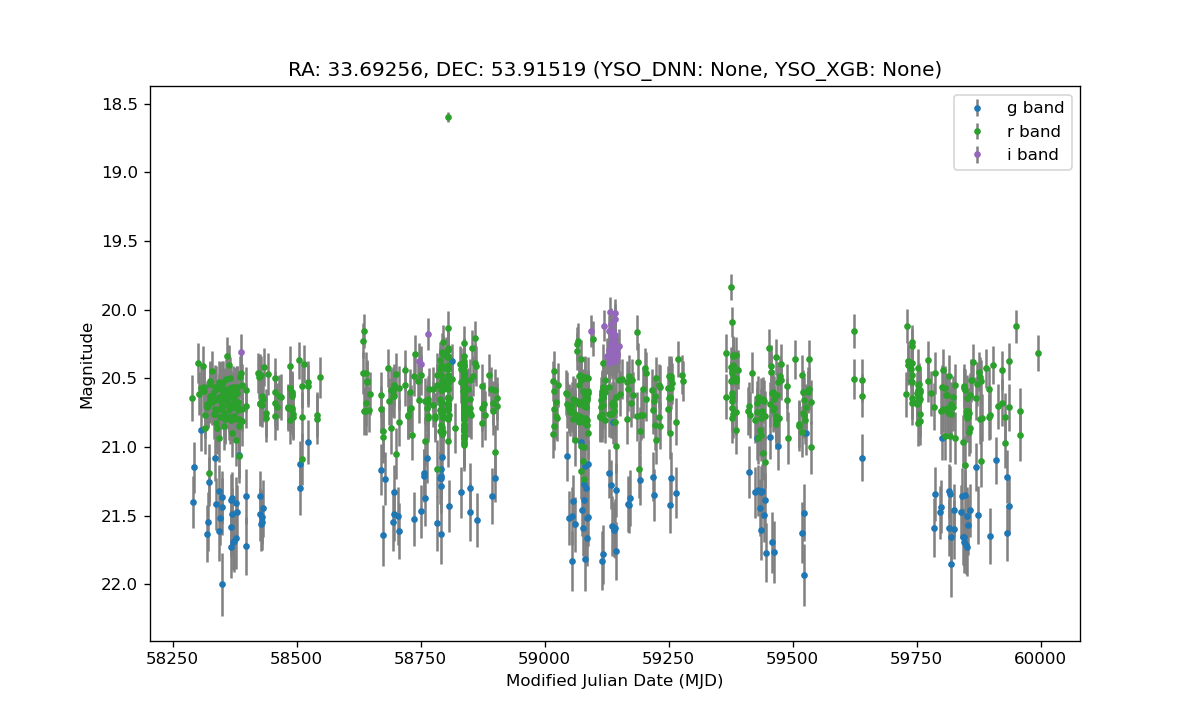 RA: 33.69256, DEC: 53.91519 (YSO_DNN: None, YSO_XGB: None)
g band
r band
i band
18.5
19.0
19.5
20.0
20.5
21.0
21.5
22.0
Magnitude
58250 58500 58750 59000 59250 59500 59750 60000
Modified Julian Date (MJD)